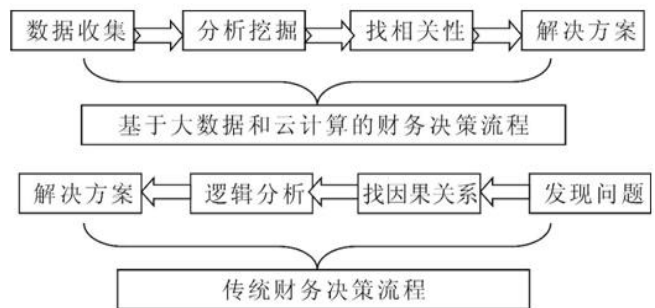 数据收集 分析挖掘 找相关性 解决方案
基于大数据和云计算的财务决策流程
解决方案 逻辑分析 找因果关系 发现问题
传统财务决策流程